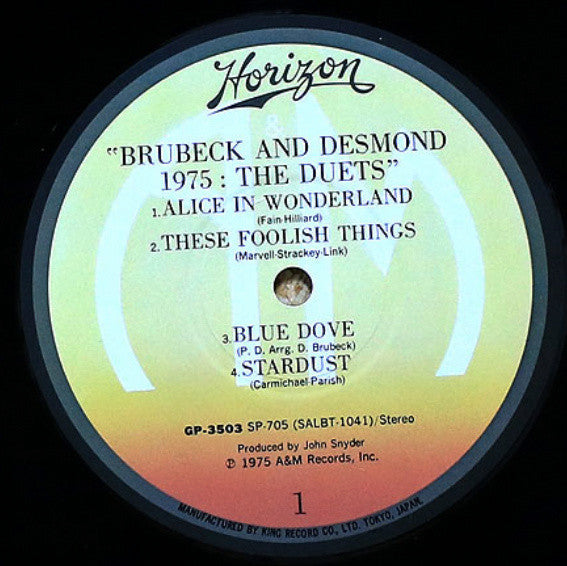 Horizon
&
"BRUBECK AND DESMOND
1975 : THE DUETS"
1.ALICE IN WONDERLAND
(Fain-Hilliard)
2.THESE FOOLISH THINGS
(Marvell-Strackey-Link)
3.BLUE DOVE
(P. D. Arrg. D. Brubeck)
4.STARDUST
(Carmichael-Parish)
GP-3503 SP-705 (SALBT-1041)/Stereo
Produced by John Snyder
℗ 1975 A&M Records, Inc.
1
MANUFACTURED BY KING RECORD CO., LTD. TOKYO, JAPAN.